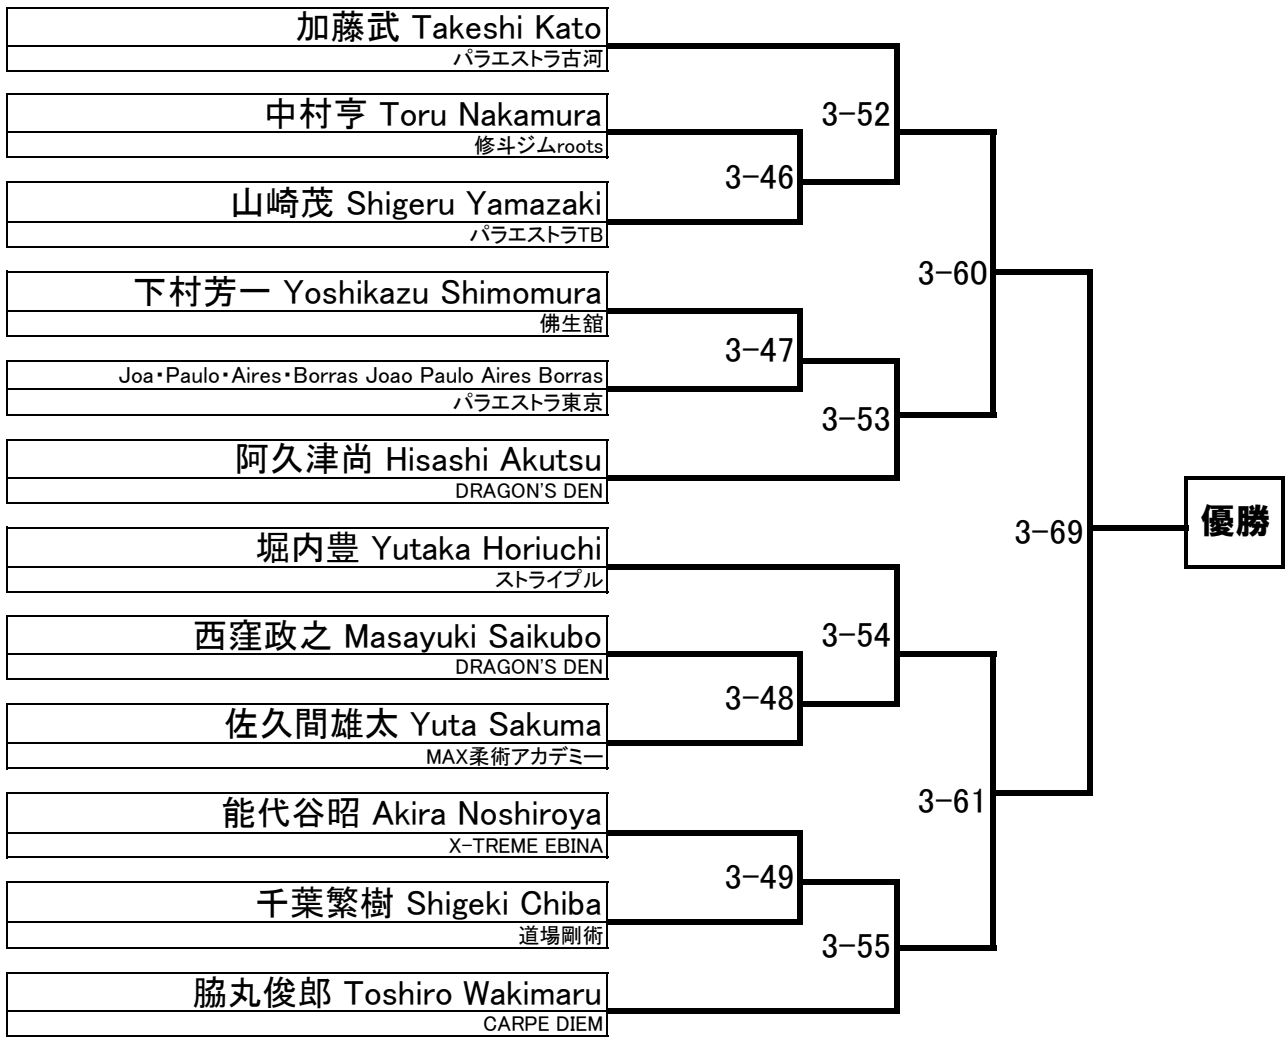 加藤武 Takeshi Kato
パラエストラ古河
中村亨 Toru Nakamura
修斗ジムroots
3-52
3-46
山崎茂 Shigeru Yamazaki
パラエストラTB
3-60
下村芳一 Yoshikazu Shimomura
佛生舘
3-47
Joa・Paulo・Aires・Borras Joao Paulo Aires Borras
パラエストラ東京
3-53
阿久津尚 Hisashi Akutsu
DRAGON'S DEN
3-69
優勝
堀内豊 Yutaka Horiuchi
ストライプル
西窪政之 Masayuki Saikubo
DRAGON'S DEN
3-54
3-48
佐久間雄太 Yuta Sakuma
MAX柔術アカデミー
3-61
能代谷昭 Akira Noshiroya
X-TREME EBINA
3-49
千葉繁樹 Shigeki Chiba
道場剛術
3-55
脇丸俊郎 Toshiro Wakimaru
CARPE DIEM